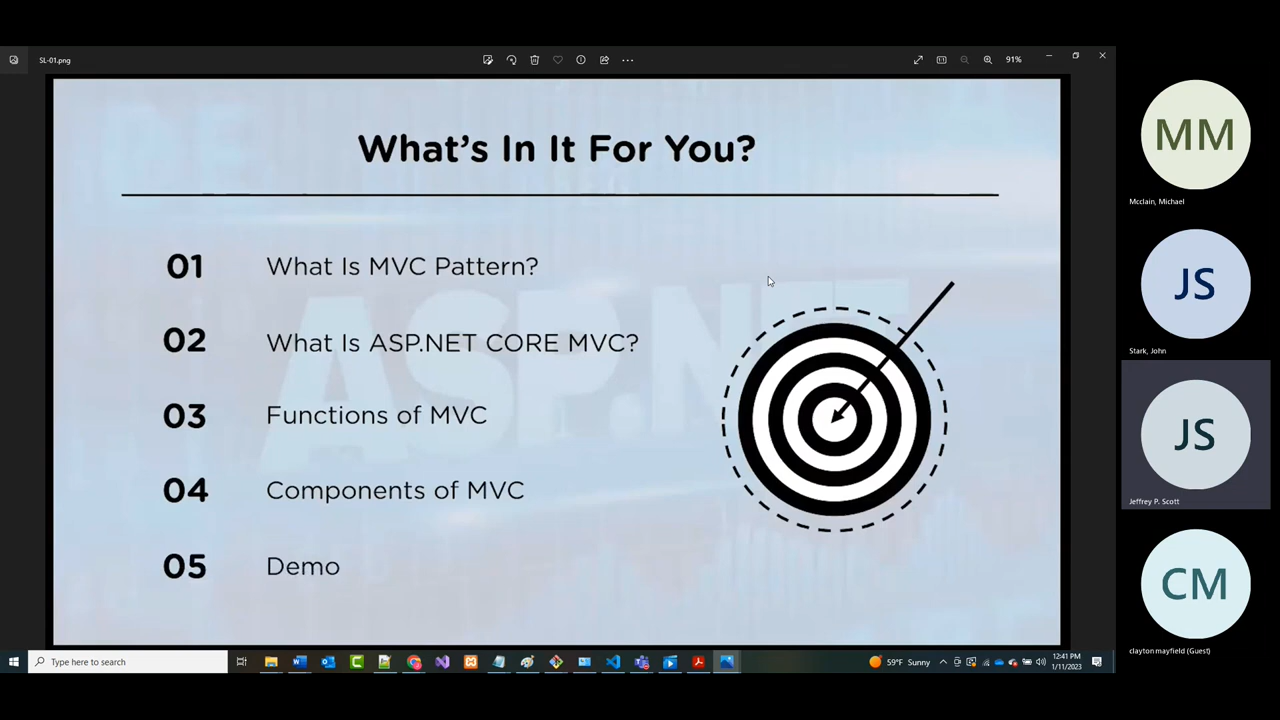 SL-01.png
91%
What's In It For You?
01 What Is MVC Pattern?
02 What Is ASP.NET CORE MVC?
03 Functions of MVC
04 Components of MVC
05 Demo
ASP.NET
MM
Mcclain, Michael
JS
Stark, John
JS
Jeffrey P. Scott
CM
clayton mayfield (Guest)
Type here to search
59°F Sunny
12:41 PM
1/11/2023